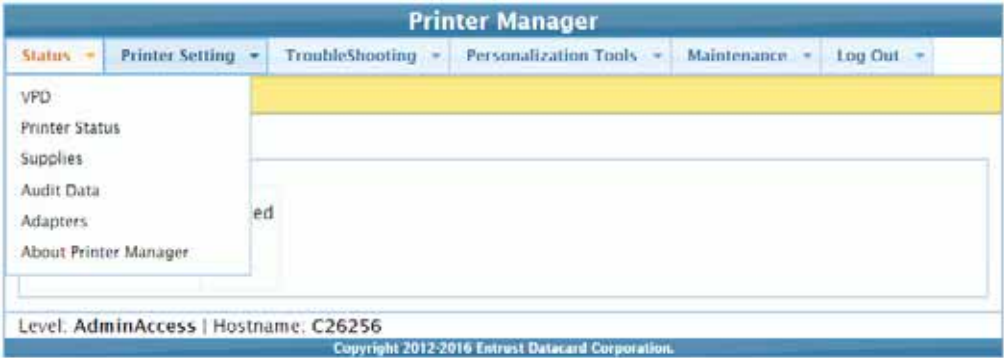 Printer Manager
Status Printer Setting TroubleShooting Personalization Tools Maintenance Log Out
VPD
Printer Status
Supplies
Audit Data
ed
Adapters
About Printer Manager
Level: AdminAccess | Hostname: C26256
Copyright 2012-2016 Entrust Datacard Corporation.